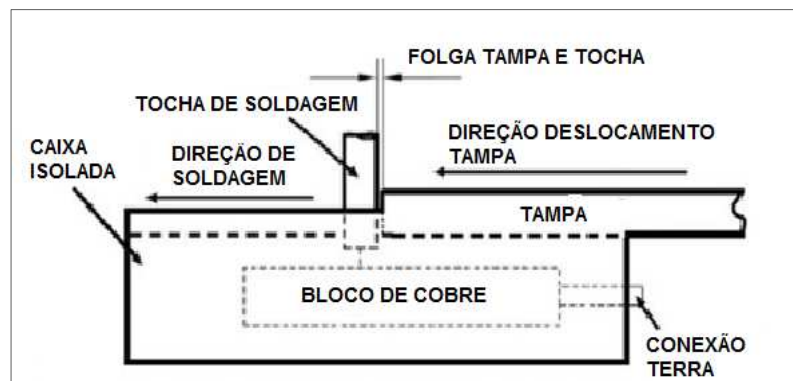 FOLGA TAMPA E TOCHA
TOCHA DE SOLDAGEM
CAIXA
ISOLADA
DIREÇÃO DE
SOLDAGEM
DIREÇÃO DESLOCAMENTO
TAMPA
TAMPA
BLOCO DE COBRE
CONEXÃO
TERRA